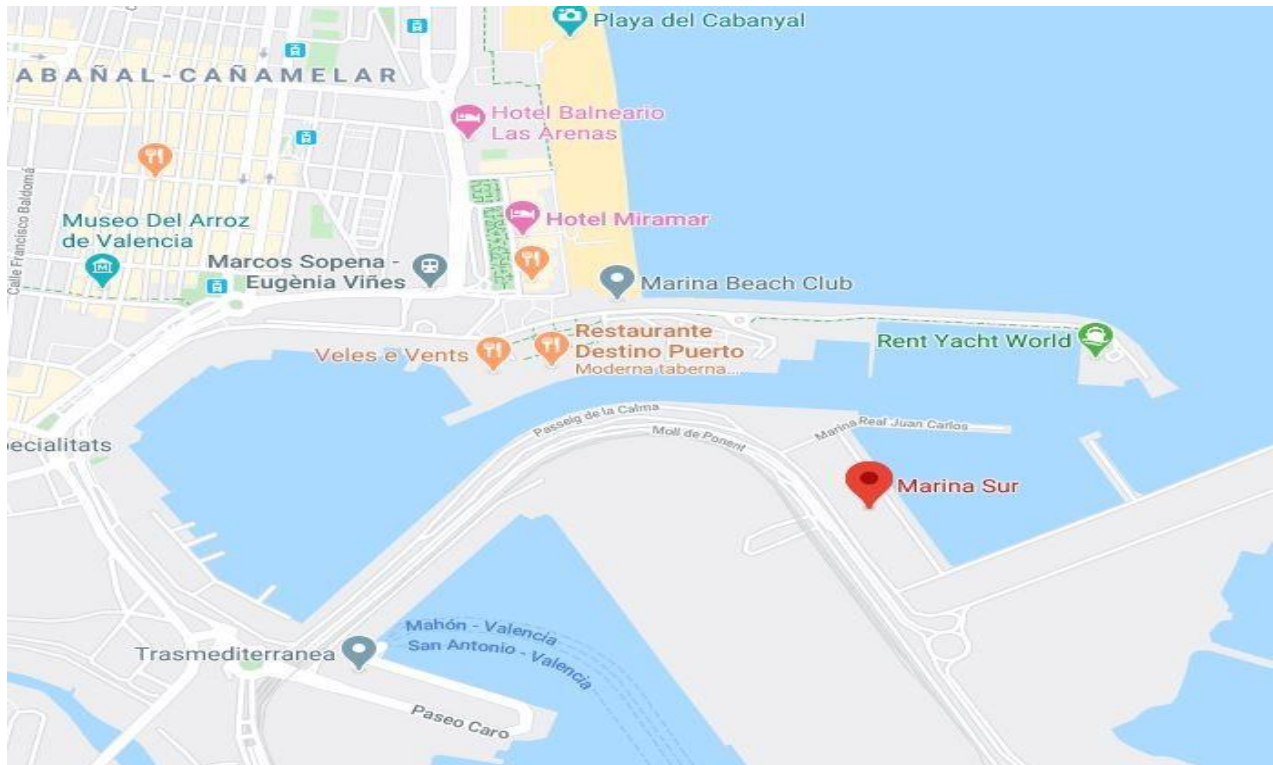 Playa del Cabanyal
ABAÑAL-CAÑAMELAR
Hotel Balneario
Las Arenas
Calle Francisco Baldomá
Museo Del Arroz
de Valencia
Hotel Miramar
Marcos Sopena -
Eugènia Viñes
Marina Beach Club
Restaurante
Destino Puerto
Moderna taberna...
Veles e Vents
Rent Yacht World
Passeig de la Calma
Moll de Ponent
Marina Real Juan Carlos
pecialitats
Marina Sur
Mahón - Valencia
San Antonio - Valencia
Trasmediterranea
Paseo Caro